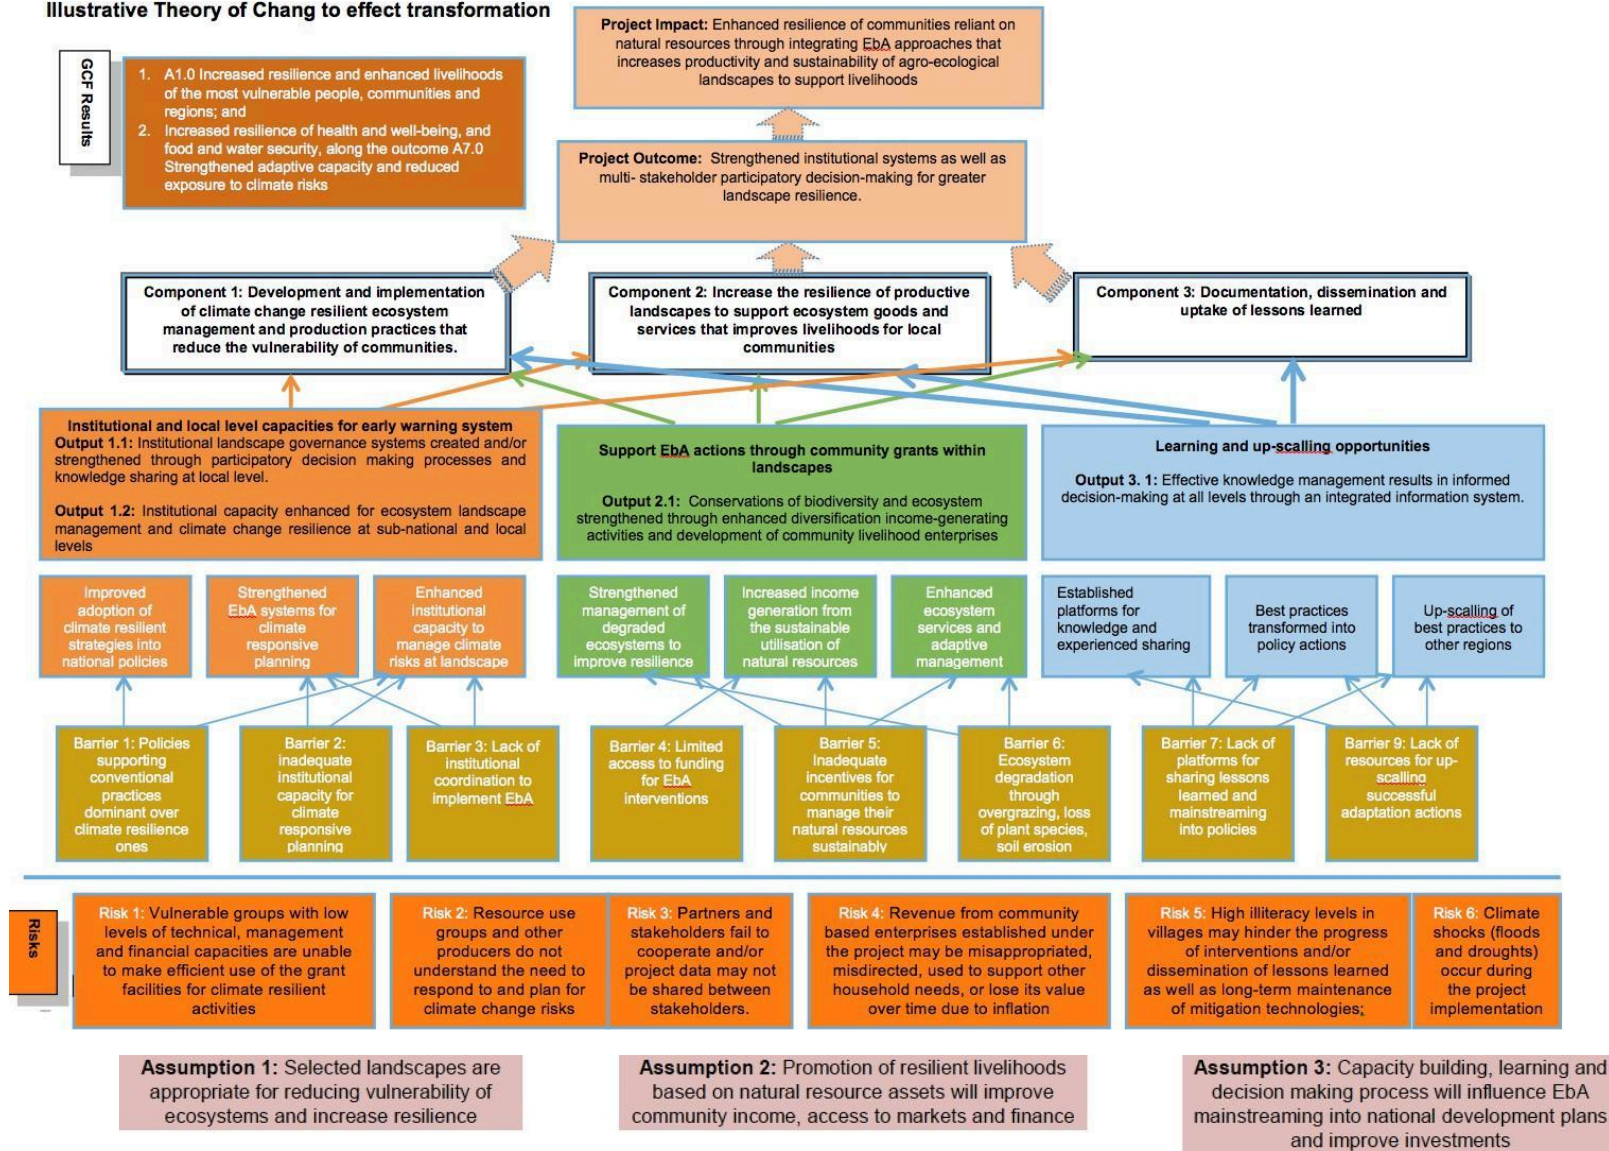 Illustrative Theory of Chang to effect transformation
Project Impact: Enhanced resilience of communities reliant on
natural resources through integrating EbA approaches that
increases productivity and sustainability of agro-ecological
landscapes to support livelihoods
GCF Results
1. A1.0 Increased resilience and enhanced livelihoods
of the most vulnerable people, communities and
regions; and
2. Increased resilience of health and well-being, and
food and water security, along the outcome A7.0
Strengthened adaptive capacity and reduced
exposure to climate risks
Project Outcome: Strengthened institutional systems as well as
multi- stakeholder participatory decision-making for greater
landscape resilience.
Component 1: Development and implementation
of climate change resilient ecosystem
management and production practices that
reduce the vulnerability of communities.
Component 2: Increase the resilience of productive
landscapes to support ecosystem goods and
services that improves livelihoods for local
communities
Component 3: Documentation, dissemination and
uptake of lessons learned
Institutional and local level capacities for early warning system
Output 1.1: Institutional landscape governance systems created and/or
strengthened through participatory decision making processes and
knowledge sharing at local level.
Output 1.2: Institutional capacity enhanced for ecosystem landscape
management and climate change resilience at sub-national and local
levels
Support EbA actions through community grants within
landscapes
Output 2.1: Conservations of biodiversity and ecosystem
strengthened through enhanced diversification income-generating
activities and development of community livelihood enterprises
Learning and up-scalling opportunities
Output 3. 1: Effective knowledge management results in informed
decision-making at all levels through an integrated information system.
Improved
adoption of
climate resilient
strategies into
national policies
Strengthened
EbA systems for
climate
responsive
planning
Enhanced
institutional
capacity to
manage climate
risks at landscape
Strengthened
management of
degraded
ecosystems to
improve resilience
Increased income
generation from
the sustainable
utilisation of
natural resources
Enhanced
ecosystem
services and
adaptive
management
Established
platforms for
knowledge and
experienced sharing
Best practices
transformed into
policy actions
Up-scalling of
best practices to
other regions
Barrier 1: Policies
supporting
conventional
practices
dominant over
climate resilience
ones
Barrier 2:
inadequate
institutional
capacity for
climate
responsive
planning
Barrier 3: Lack of
institutional
coordination to
implement EbA
Barrier 4: Limited
access to funding
for EbA
interventions
Barrier 5:
Inadequate
incentives for
communities to
manage their
natural resources
sustainably
Barrier 6:
Ecosystem
degradation
through
overgrazing, loss
of plant species,
soil erosion
Barrier 7: Lack of
platforms for
sharing lessons
learned and
mainstreaming
into policies
Barrier 9: Lack of
resources for up-
scalling
successful
adaptation actions
Risks
Risk 1: Vulnerable groups with low
levels of technical, management
and financial capacities are unable
to make efficient use of the grant
facilities for climate resilient
activities
Risk 2: Resource use
groups and other
producers do not
understand the need to
respond to and plan for
climate change risks
Risk 3: Partners and
stakeholders fail to
cooperate and/or
project data may not
be shared between
stakeholders.
Risk 4: Revenue from community
based enterprises established under
the project may be misappropriated,
misdirected, used to support other
household needs, or lose its value
over time due to inflation
Risk 5: High illiteracy levels in
villages may hinder the progress
of interventions and/or
dissemination of lessons learned
as well as long-term maintenance
of mitigation technologies;
Risk 6: Climate
shocks (floods
and droughts)
occur during
the project
implementation
Assumption 1: Selected landscapes are
appropriate for reducing vulnerability of
ecosystems and increase resilience
Assumption 2: Promotion of resilient livelihoods
based on natural resource assets will improve
community income, access to markets and finance
Assumption 3: Capacity building, learning and
decision making process will influence EbA
mainstreaming into national development plans
and improve investments